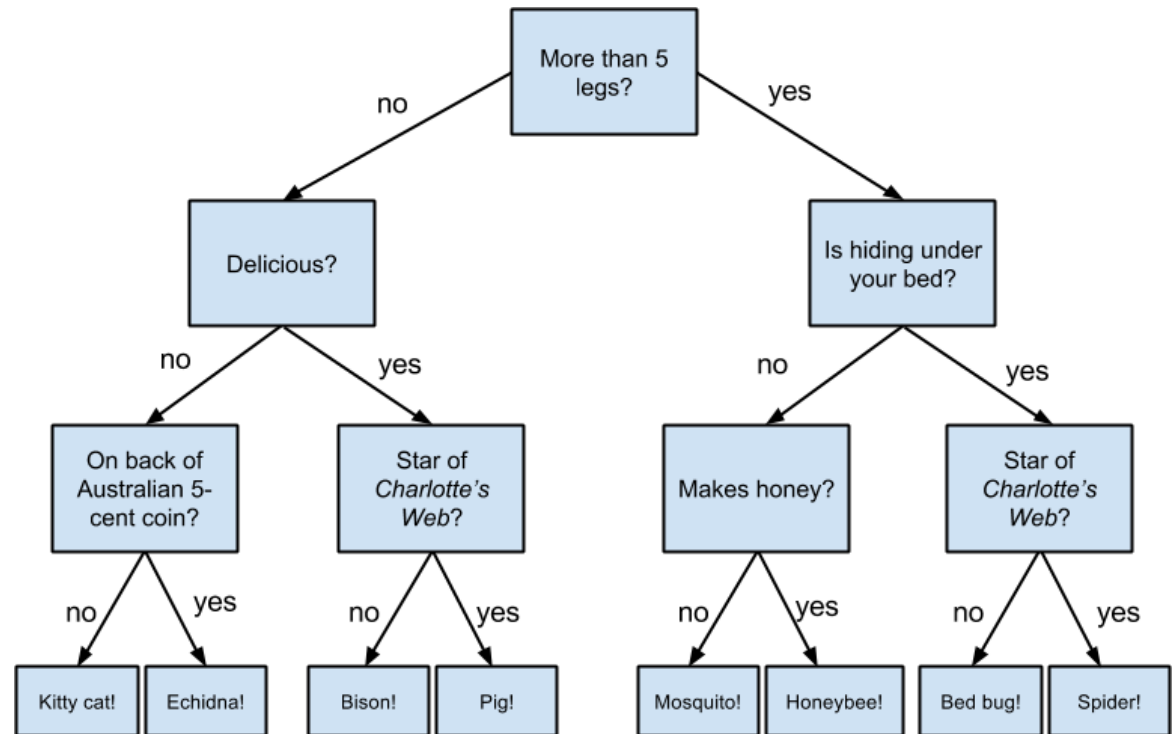 More than 5
legs?
no
yes
Delicious?
Is hiding under
your bed?
no
yes
no
yes
On back of
Australian 5-
cent coin?
Star of
Charlotte's
Web?
Makes honey?
Star of
Charlotte's
Web?
no
yes
no
yes
no
yes
no
yes
Kitty cat!
Echidna!
Bison!
Pig!
Mosquito!
Honeybee!
Bed bug!
Spider!